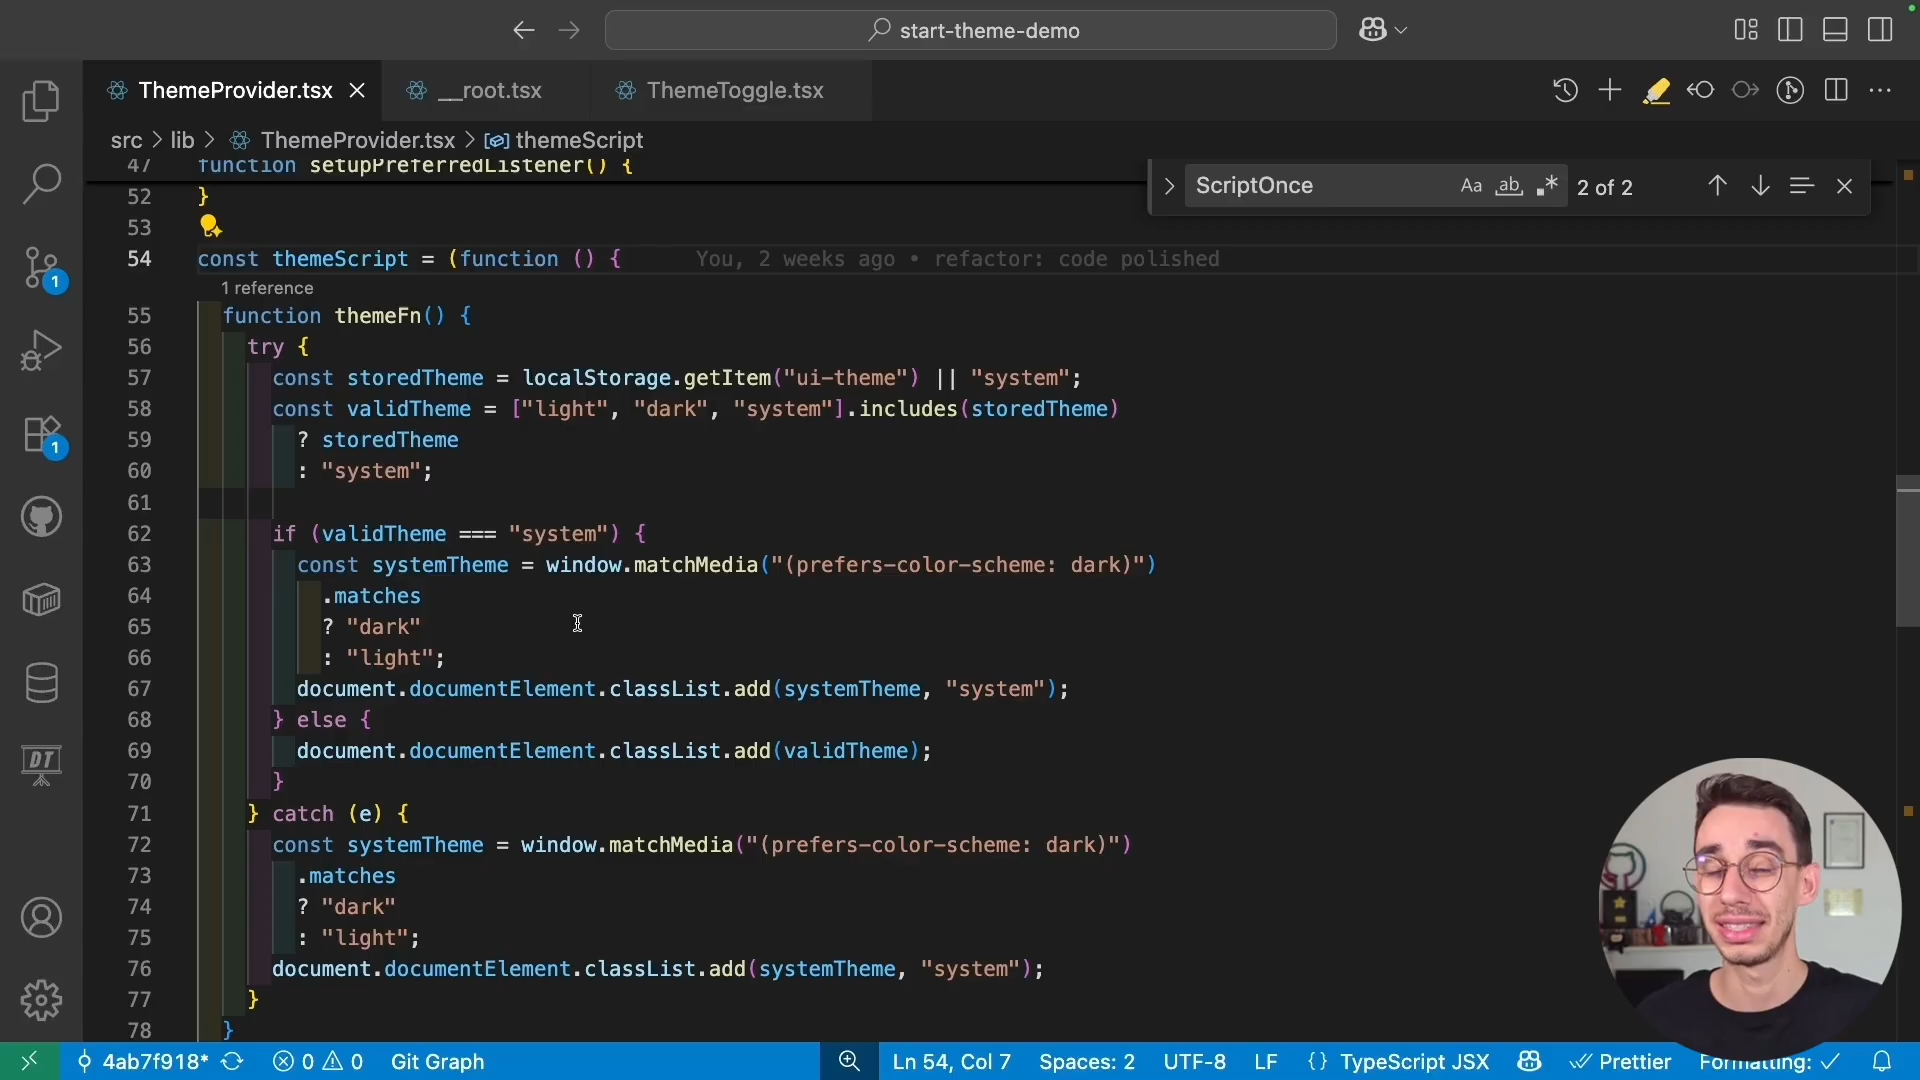 start-theme-demo
ThemeProvider.tsx
__root.tsx
ThemeToggle.tsx
src > lib > ThemeProvider.tsx > themeScript
47 function setupPreferredListener() {
ScriptOnce Aa ab 2 of 2
52 }
53
54 const themeScript = (function () { You, 2 weeks ago • refactor: code polished
1 reference
55 function themeFn() {
56 try {
57 const storedTheme = localStorage.getItem("ui-theme") || "system";
58 const validTheme = ["light", "dark", "system"].includes(storedTheme)
59 ? storedTheme
60 : "system";
61
62 if (validTheme === "system") {
63 const systemTheme = window.matchMedia("(prefers-color-scheme: dark)")
64 .matches
65 ? "dark"
66 : "light";
67 document.documentElement.classList.add(systemTheme, "system");
68 } else {
69 document.documentElement.classList.add(validTheme);
70 }
71 } catch (e) {
72 const systemTheme = window.matchMedia("(prefers-color-scheme: dark)")
73 .matches
74 ? "dark"
75 : "light";
76 document.documentElement.classList.add(systemTheme, "system");
77 }
78 }
1
1
DT
4ab7f918* 0 0 Git Graph Ln 54, Col 7 Spaces: 2 UTF-8 LF {} TypeScript JSX Prettier Formatting: ✓